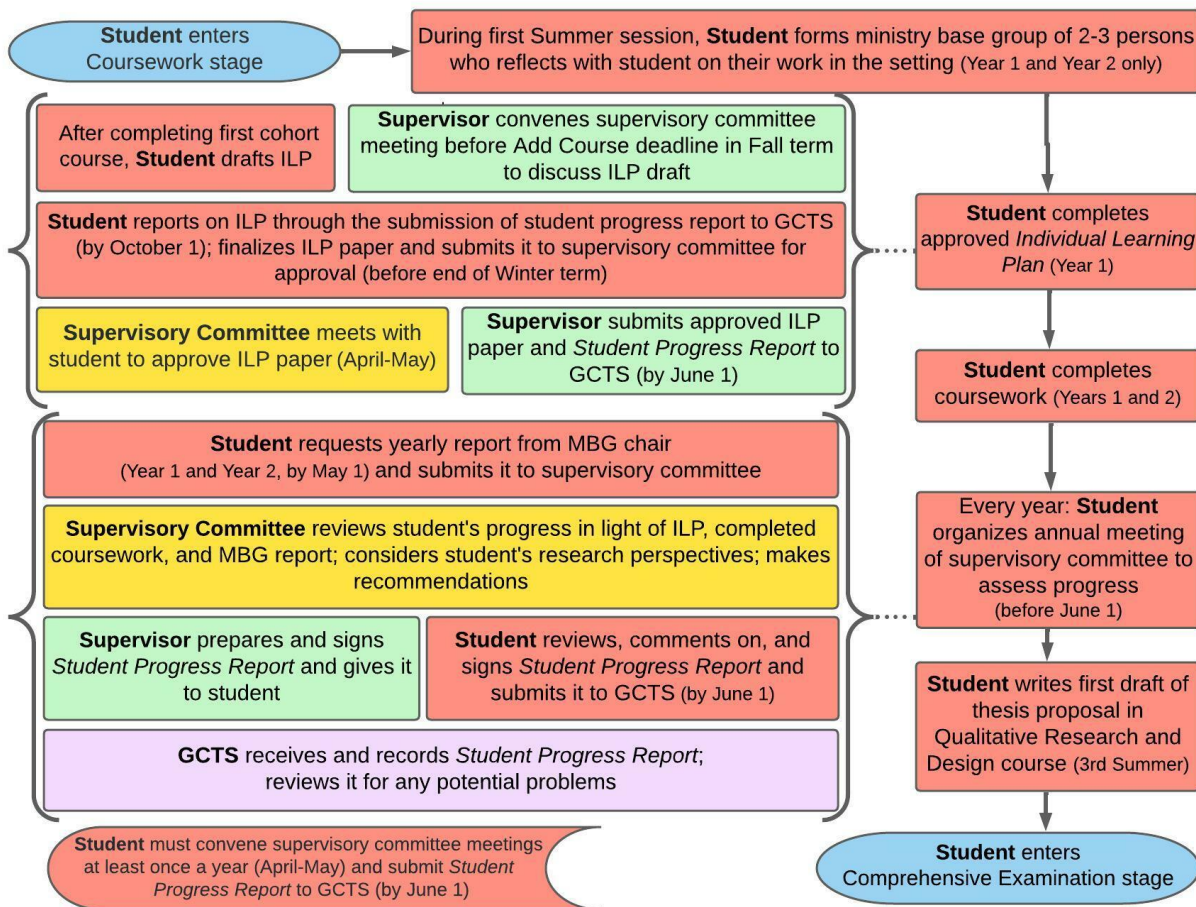 Student enters
Coursework stage
During first Summer session, Student forms ministry base group of 2-3 persons
who reflects with student on their work in the setting (Year 1 and Year 2 only)
After completing first cohort
course, Student drafts ILP
Supervisor convenes supervisory committee
meeting before Add Course deadline in Fall term
to discuss ILP draft
Student reports on ILP through the submission of student progress report to GCTS
(by October 1); finalizes ILP paper and submits it to supervisory committee for
approval (before end of Winter term)
Supervisory Committee meets with
student to approve ILP paper (April-May)
Supervisor submits approved ILP
paper and Student Progress Report to
GCTS (by June 1)
Student completes
approved Individual Learning
Plan (Year 1)
Student completes
coursework (Years 1 and 2)
Student requests yearly report from MBG chair
(Year 1 and Year 2, by May 1) and submits it to supervisory committee
Supervisory Committee reviews student's progress in light of ILP, completed
coursework, and MBG report; considers student's research perspectives; makes
recommendations
Supervisor prepares and signs
Student Progress Report and gives it
to student
Student reviews, comments on, and
signs Student Progress Report and
submits it to GCTS (by June 1)
GCTS receives and records Student Progress Report;
reviews it for any potential problems
Every year: Student
organizes annual meeting
of supervisory committee to
assess progress
(before June 1)
Student writes first draft of
thesis proposal in
Qualitative Research and
Design course (3rd Summer)
Student must convene supervisory committee meetings
at least once a year (April-May) and submit Student
Progress Report to GCTS (by June 1)
Student enters
Comprehensive Examination stage